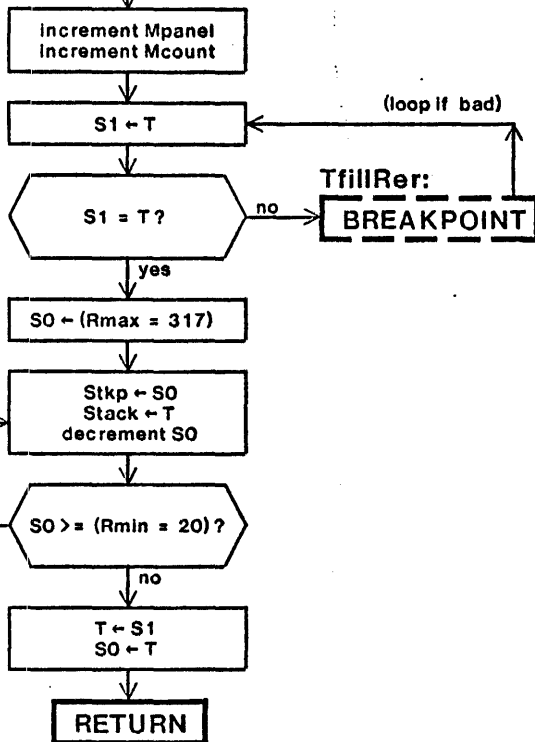 increment Mpanel
increment Mcount
S1 ← T
(loop if bad)
TfillRer:
S1 = T?
no
BREAKPOINT
yes
S0 ← (Rmax = 317)
Stkp ← S0
Stack ← T
decrement S0
S0 >= (Rmin = 20)?
no
T ← S1
S0 ← T
RETURN